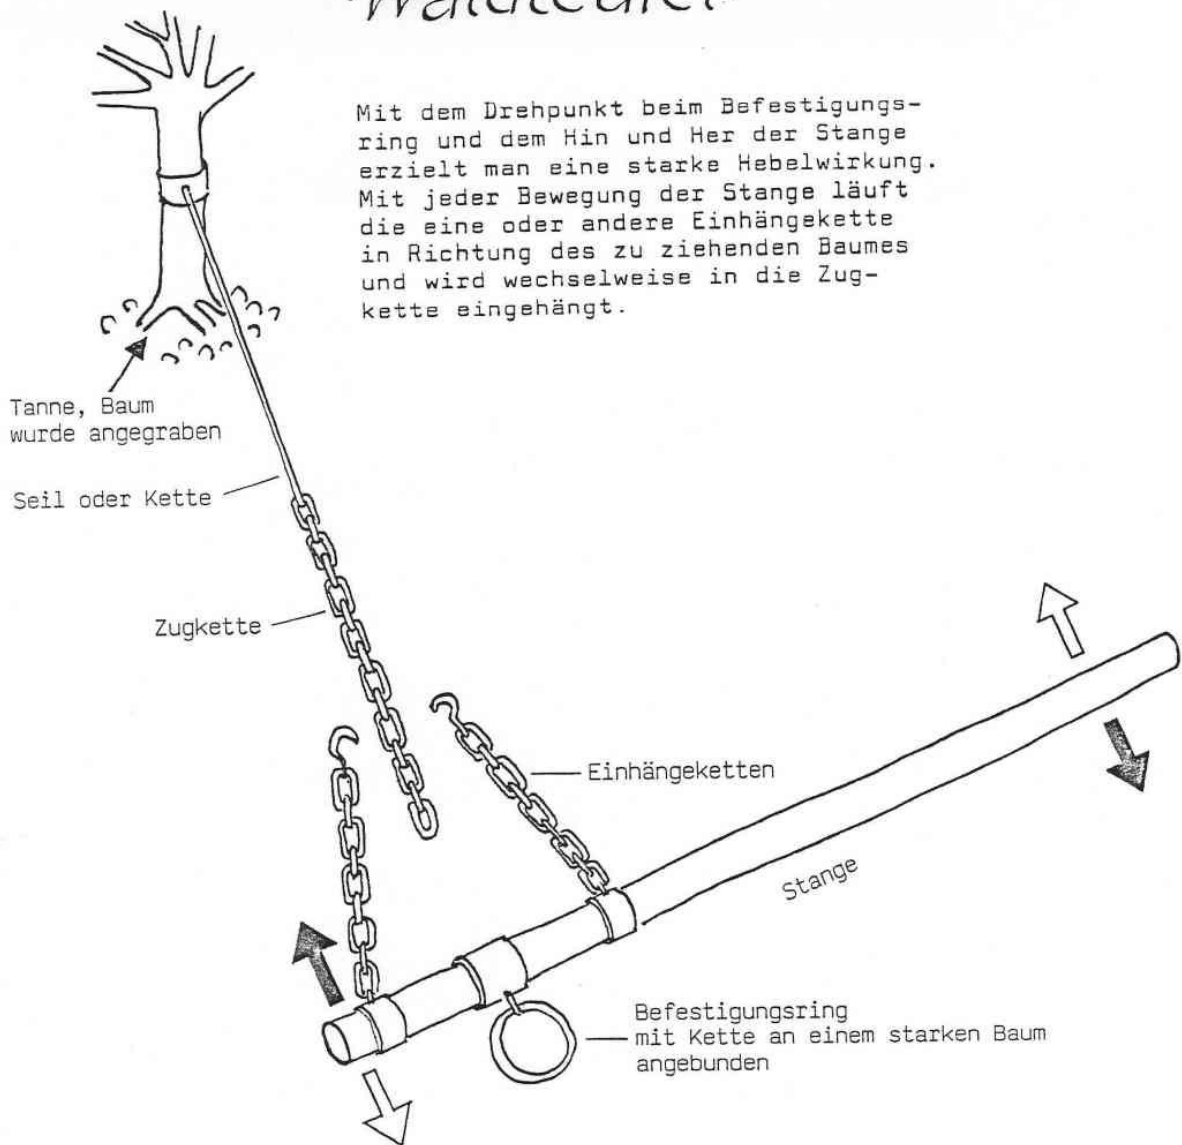 Waldteufel
Mit dem Drehpunkt beim Befestigungs-
ring und dem Hin und Her der Stange
erzielt man eine starke Hebelwirkung.
Mit jeder Bewegung der Stange läuft
die eine oder andere Einhängekette
in Richtung des zu ziehenden Baumes
und wird wechselweise in die Zug-
kette eingehängt.
Tanne, Baum
wurde angegraben
Seil oder Kette
Zugkette
Einhängeketten
Stange
Befestigungsring
mit Kette an einem starken Baum
angebunden